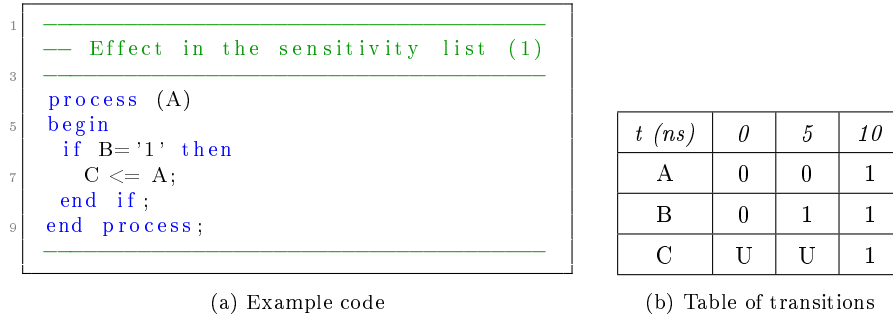 1
-- Effect in the sensitivity list (1)
3
process (A)
5 begin
if B='1' then
7 C <= A;
end if;
9 end process;
(a) Example code
t (ns) 0 5 10
A 0 0 1
B 0 1 1
C U U 1
(b) Table of transitions